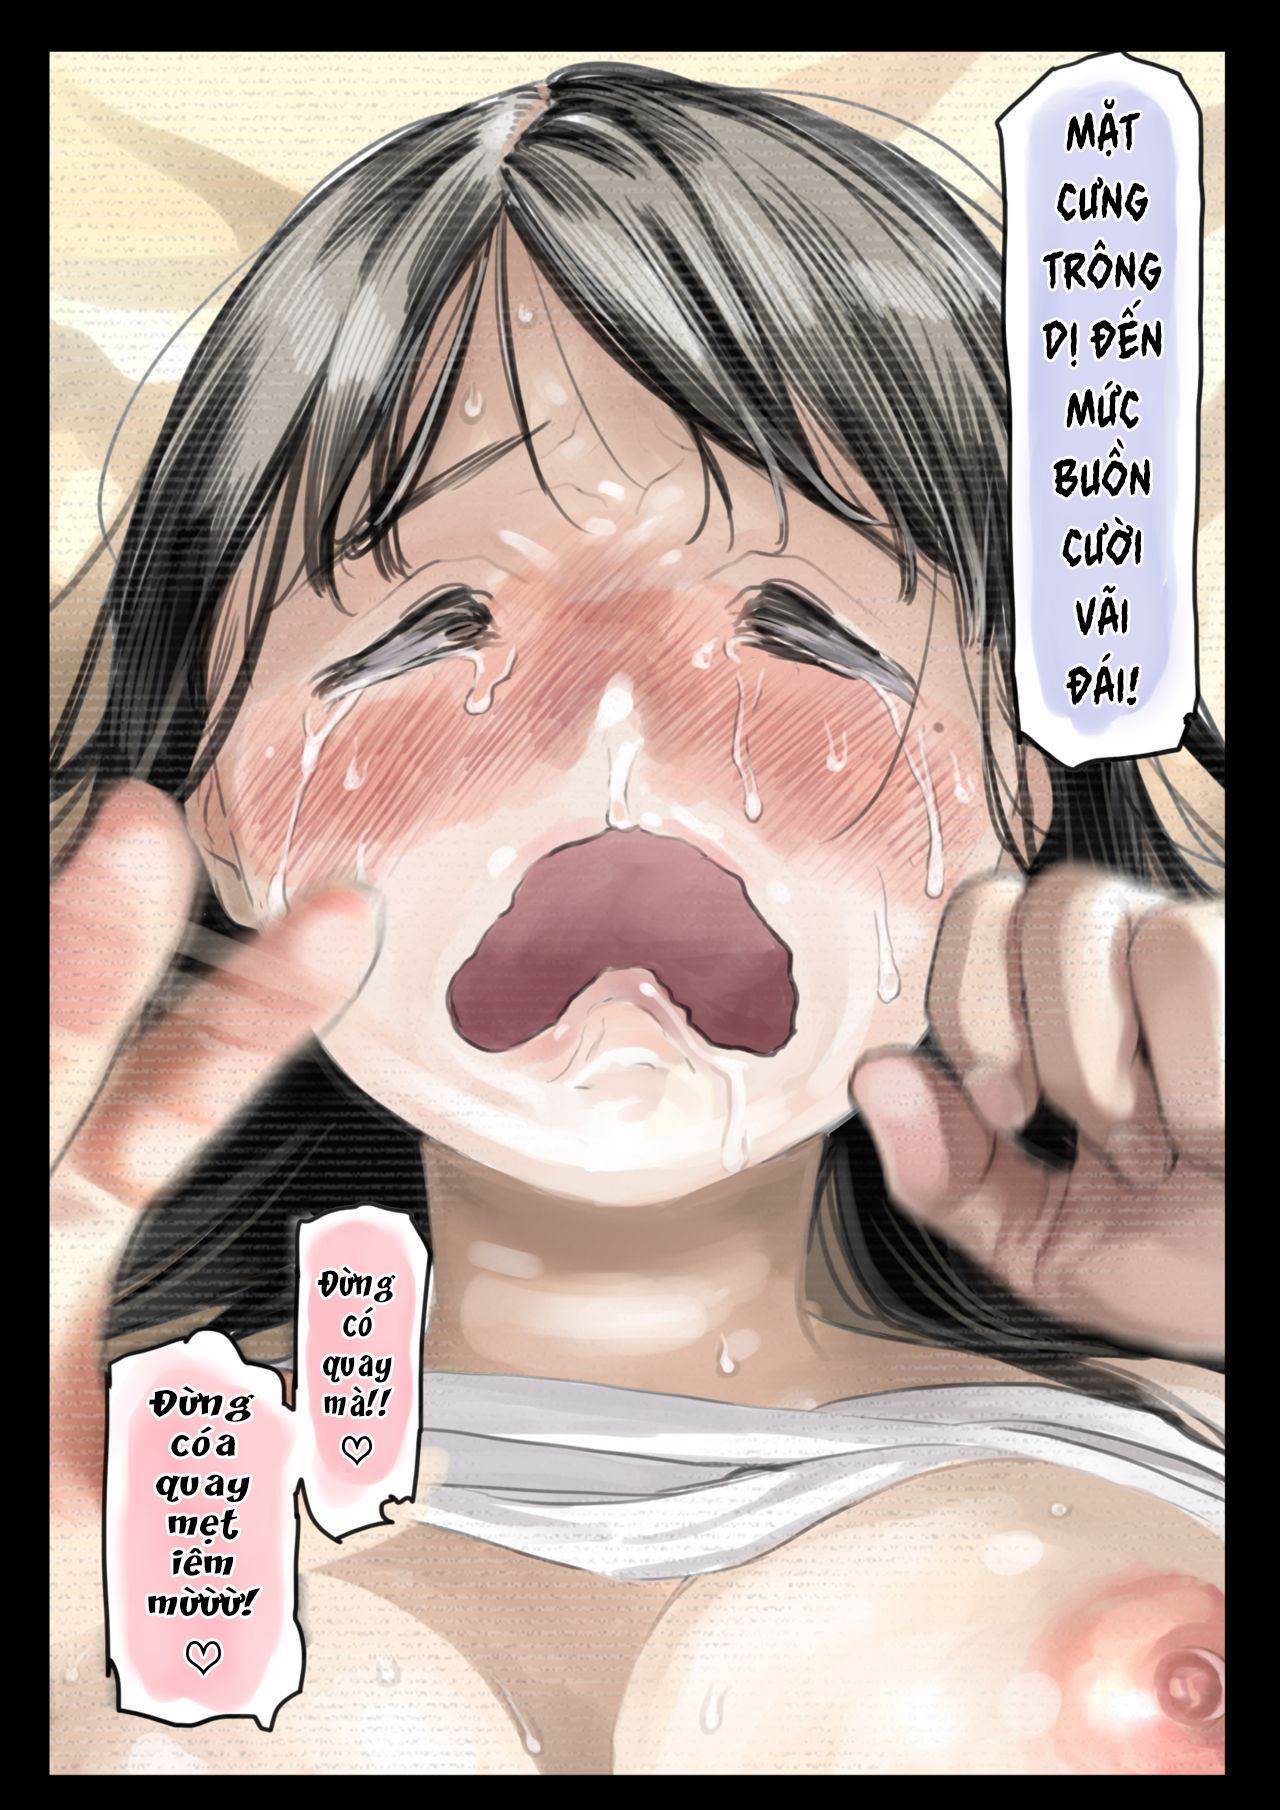 MẶT
CƯNG
TRÔNG
DỊ ĐẾN
MỨC
BUỒN
CƯỜI
VÃI
ĐÁI!
Đừng
có
quay
mà!!
♡
Đừng
cóa
quay
mẹt
iêm
mừừừ!
♡